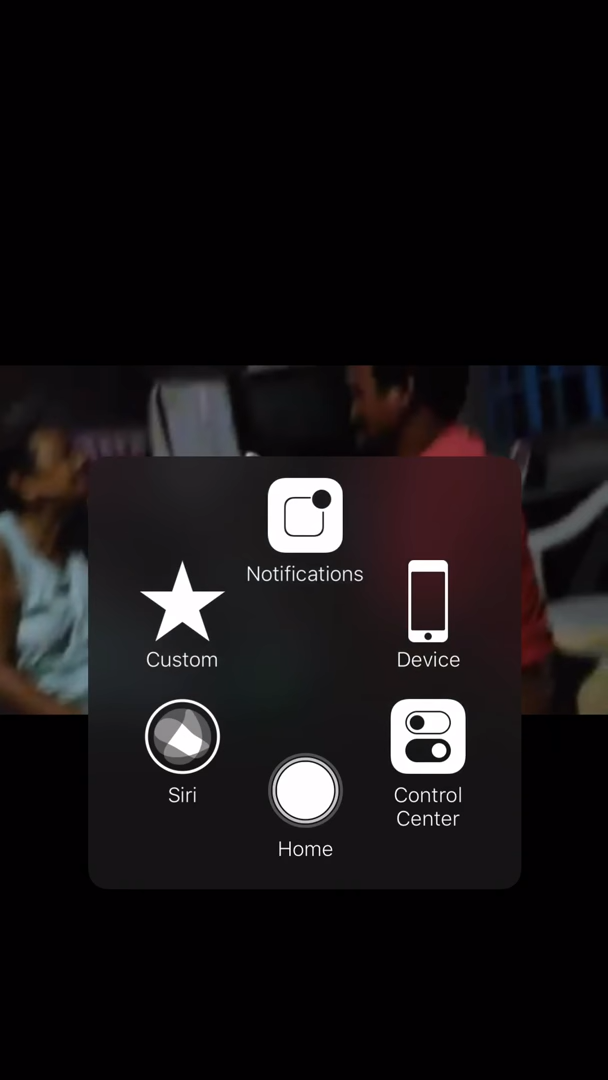 Notifications
Custom
Device
Siri
Control
Center
Home